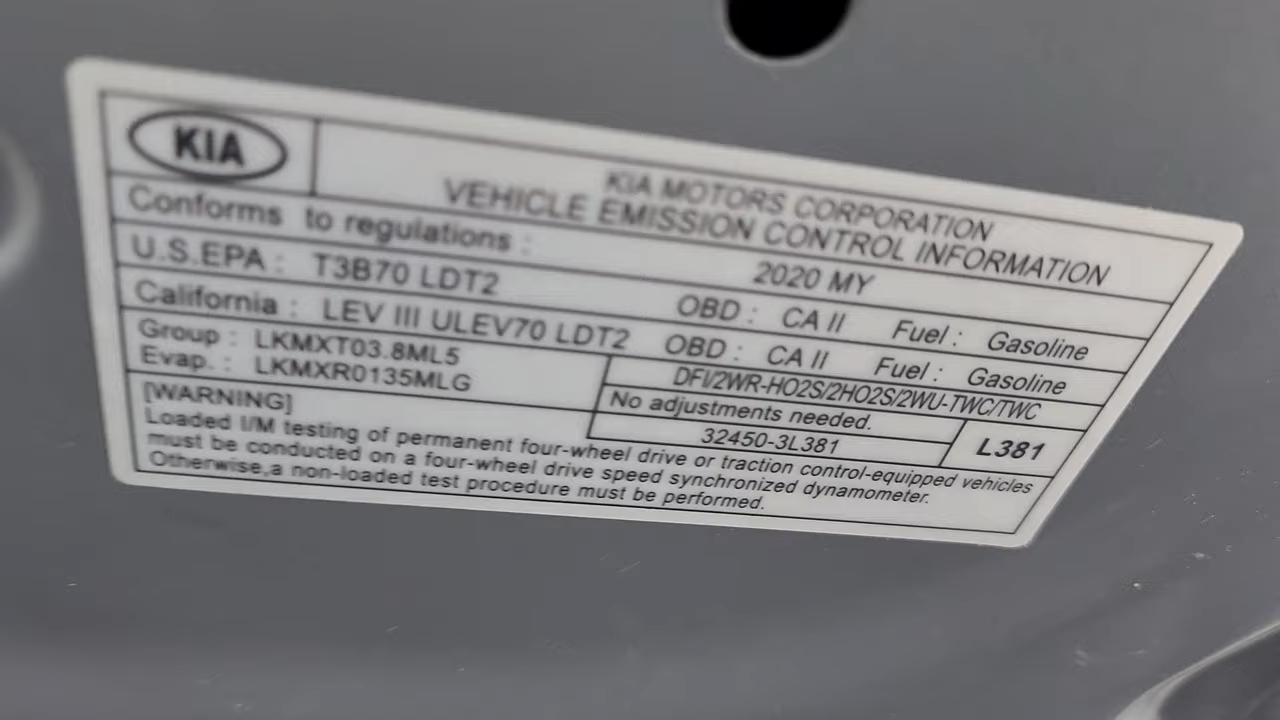 KIA
KIA MOTORS CORPORATION
VEHICLE EMISSION CONTROL INFORMATION
Conforms to regulations : 2020 MY
U.S.EPA : T3B70 LDT2 OBD : CA II Fuel : Gasoline
California : LEV III ULEV70 LDT2 OBD : CA II Fuel : Gasoline
Group : LKMXT03.8ML5
Evap. : LKMXR0135MLG
DFI/2WR-HO2S/2HO2S/2WU-TWC/TWC
No adjustments needed.
32450-3L381
L381
[WARNING]
Loaded I/M testing of permanent four-wheel drive or traction control-equipped vehicles
must be conducted on a four-wheel drive speed synchronized dynamometer.
Otherwise,a non-loaded test procedure must be performed.